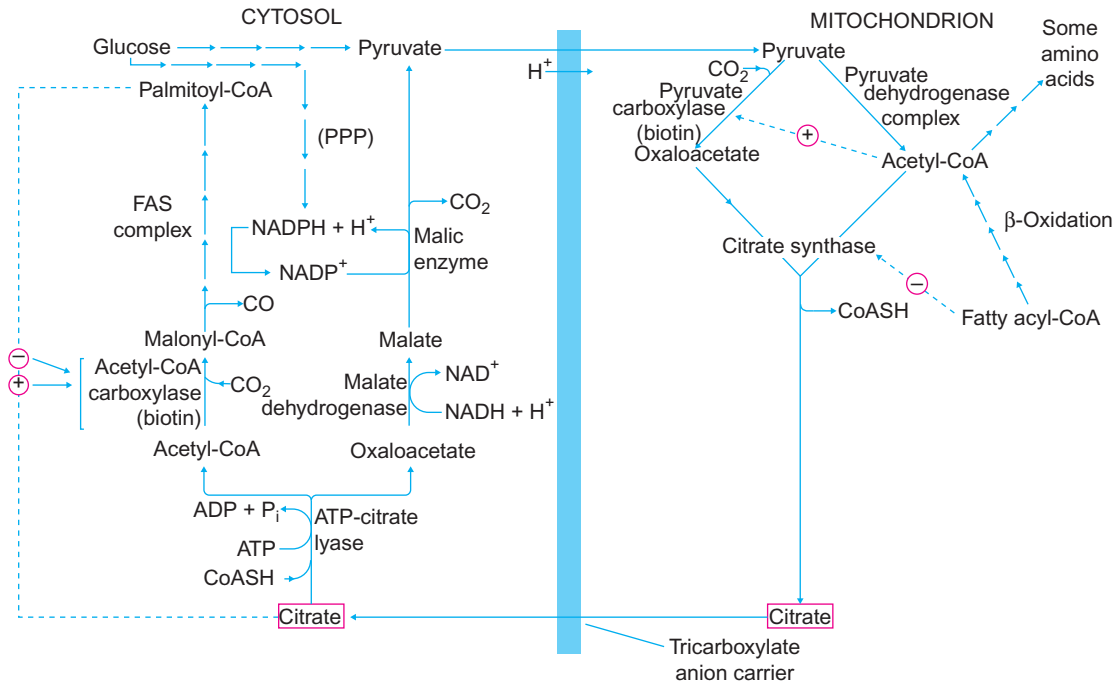 CYTOSOL
MITOCHONDRION
Glucose
Pyruvate
Palmitoyl-CoA
(PPP)
FAS
complex
NADPH + H⁺
NADP⁺
CO₂
Malic
enzyme
CO
Malonyl-CoA
Malate
−
+
Acetyl-CoA
carboxylase
(biotin)
CO₂
Malate
dehydrogenase
NAD⁺
NADH + H⁺
Acetyl-CoA
Oxaloacetate
ADP + Pᵢ
ATP
CoASH
ATP-citrate
lyase
Citrate
H⁺
Pyruvate
CO₂
Pyruvate
carboxylase
(biotin)
Oxaloacetate
Pyruvate
dehydrogenase
complex
Some
amino
acids
+
Acetyl-CoA
β-Oxidation
Citrate synthase
−
CoASH
Fatty acyl-CoA
Citrate
Tricarboxylate
anion carrier